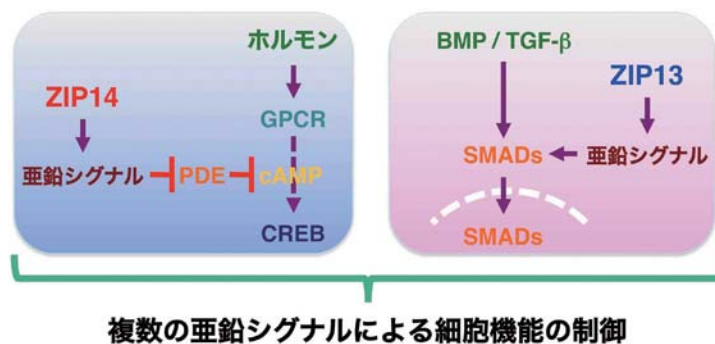 ホルモン
ZIP14
GPCR
亜鉛シグナル
PDE
cAMP
CREB
BMP / TGF-β
ZIP13
SMADs
亜鉛シグナル
SMADs
複数の亜鉛シグナルによる細胞機能の制御